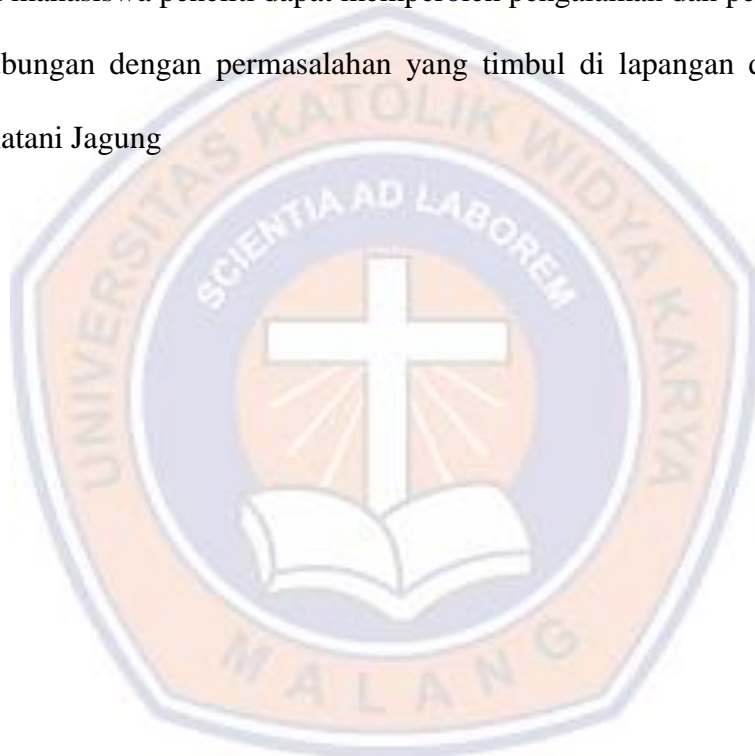 mahasiswa peneliti dapat memperoleh pengalaman dan
bungan dengan permasalahan yang timbul di lapangan
atani Jagung
UNIVERSITAS KATOLIK WIDYA KARYA
SCIENTIA AD LABOREM
MALANG